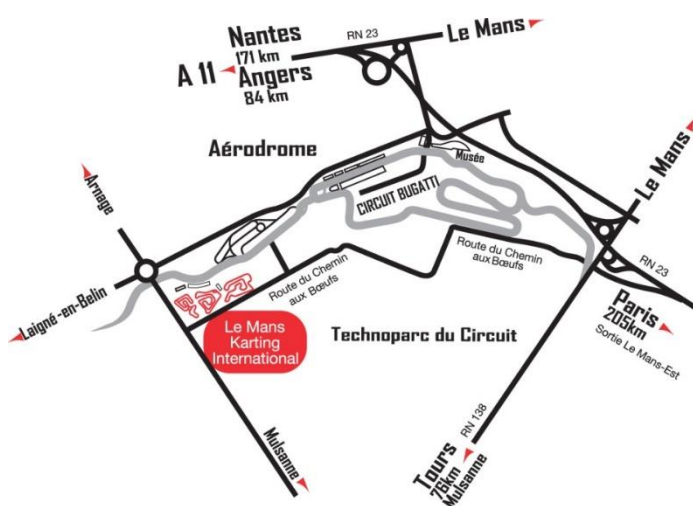 Nantes
171 km
RN 23
Le Mans
A 11
Angers
84 km
Aérodrome
Musée
CIRCUIT BUGATTI
Le Mans
Arnage
Route du Chemin
aux Bœufs
RN 23
Laigné-en-Belin
Route du Chemin
aux Bœufs
Paris
205km
Sortie Le Mans-Est
Le Mans
Karting
International
Technoparc du Circuit
RN 138
Mulsanne
Tours
76km
Mulsanne